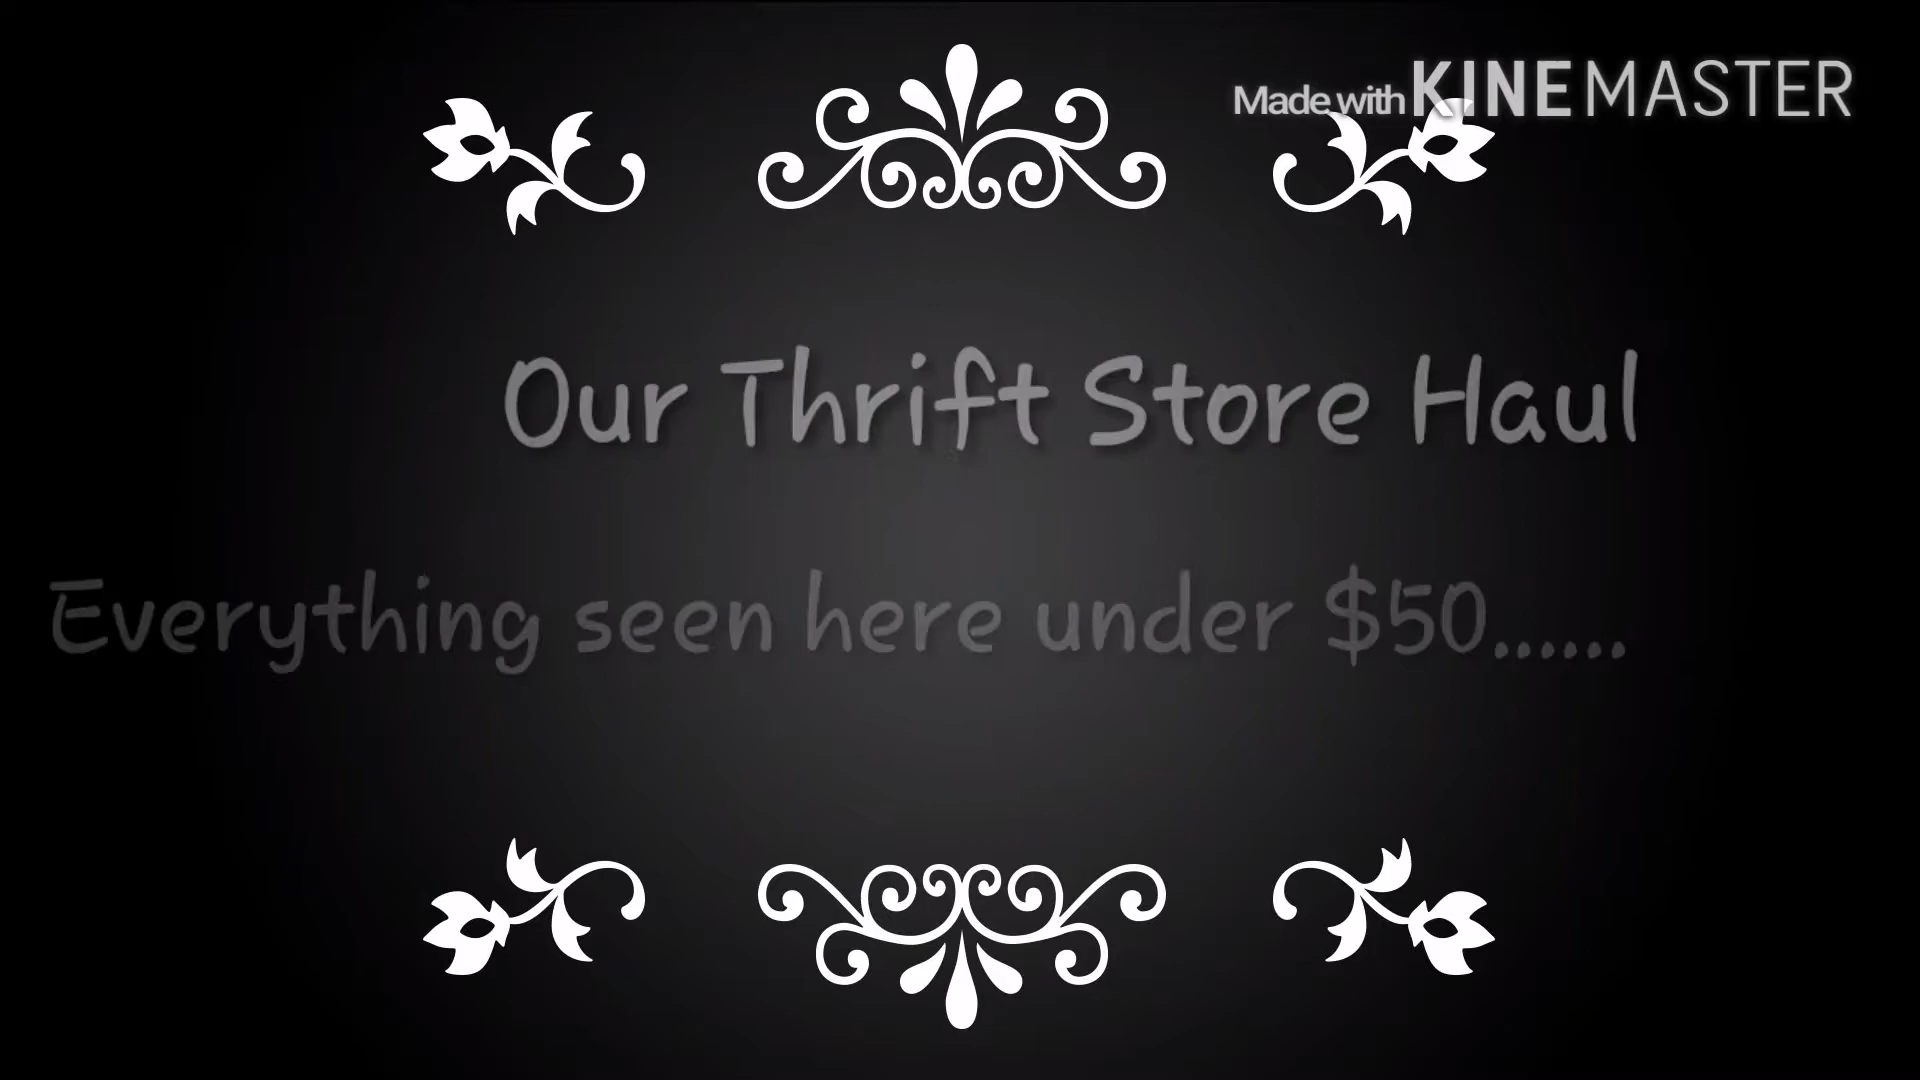 Made with KINEMASTER
Our Thrift Store Haul
Everything seen here under $50......